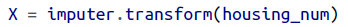 X = imputer.transform(housing_num)